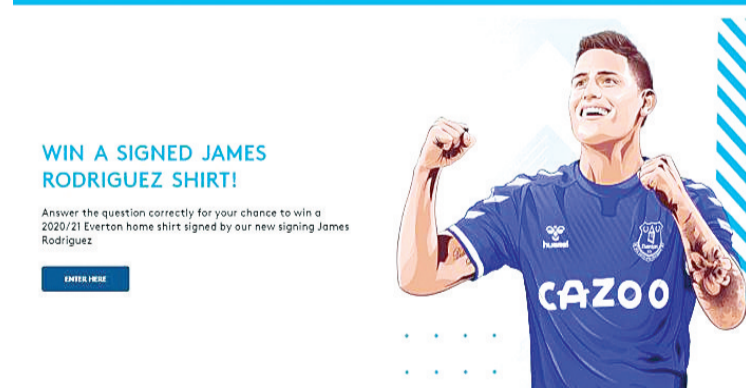 WIN A SIGNED JAMES
RODRIGUEZ SHIRT!
Answer the question correctly for your chance to win a
2020/21 Everton home shirt signed by our new signing James
Rodriguez
ENTER HERE
hummel
Everton
CAZOO